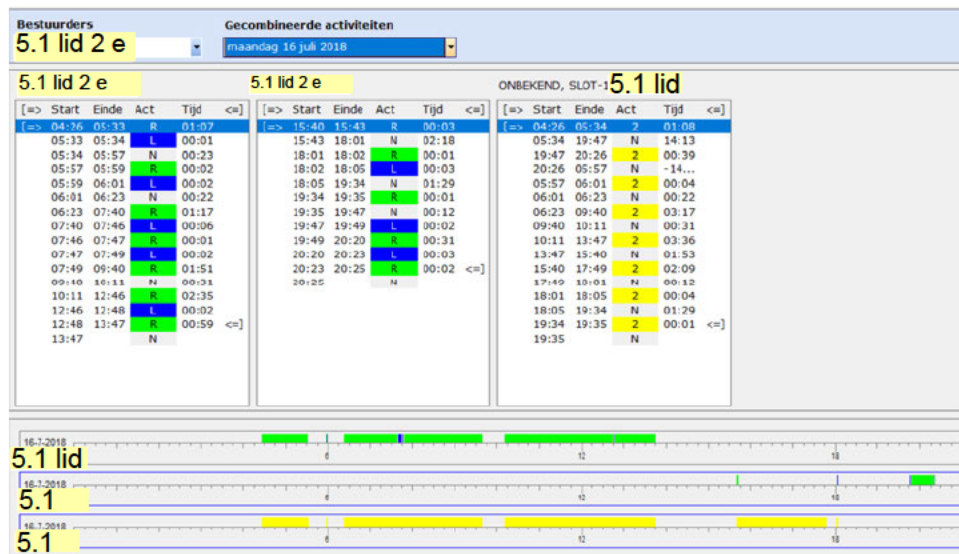 Bestuurders Gecombineerde activiteiten
5.1 lid 2 e maandag 16 juli 2018
5.1 lid 2 e
[=> Start Einde Act Tijd <=]
[=> 04:26 05:33 R 01:07
05:33 05:34 L 00:01
05:34 05:57 N 00:23
05:57 05:59 R 00:02
05:59 06:01 L 00:02
06:01 06:23 N 00:22
06:23 07:40 R 01:17
07:40 07:46 L 00:06
07:46 07:47 R 00:01
07:47 07:49 L 00:02
07:49 09:40 R 01:51
09:40 10:11 N 00:31
10:11 12:46 R 02:35
12:46 12:48 L 00:02
12:48 13:47 R 00:59 <=]
13:47 N
5.1 lid 2 e
[=> Start Einde Act Tijd <=]
[=> 15:40 15:43 R 00:03
15:43 18:01 N 02:18
18:01 18:02 R 00:01
18:02 18:05 L 00:03
18:05 19:34 N 01:29
19:34 19:35 R 00:01
19:35 19:47 N 00:12
19:47 19:49 L 00:02
19:49 20:20 R 00:31
20:20 20:23 L 00:03
20:23 20:25 R 00:02 <=]
20:25 N
ONBEKEND, SLOT-1 5.1 lid
[=> Start Einde Act Tijd <=]
[=> 04:26 05:34 2 01:08
05:34 19:47 N 14:13
19:47 20:26 2 00:39
20:26 05:57 N -14...
05:57 06:01 2 00:04
06:01 06:23 N 00:22
06:23 09:40 2 03:17
09:40 10:11 N 00:31
10:11 13:47 2 03:36
13:47 15:40 N 01:53
15:40 17:49 2 02:09
17:49 18:01 N 00:12
18:01 18:05 2 00:04
18:05 19:34 N 01:29
19:34 19:35 2 00:01 <=]
19:35 N
16-7-2018
6 12 18
5.1 lid
16-7-2018
6 12 18
5.1
16-7-2018
6 12 18
5.1